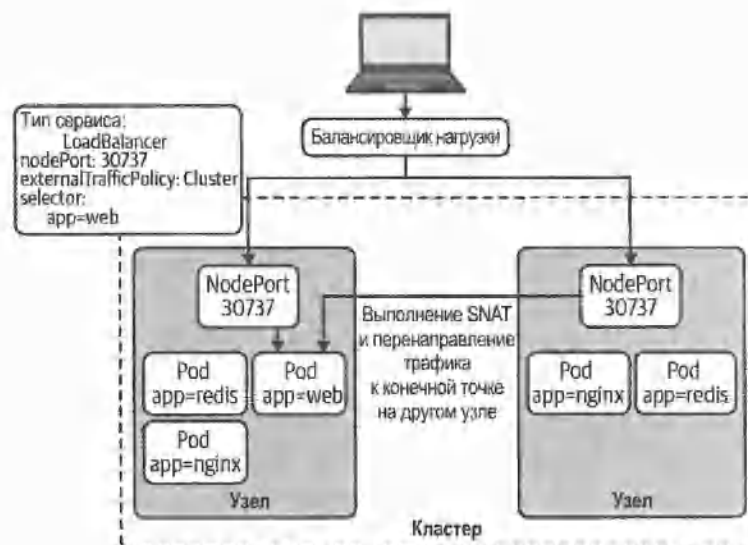 Тип сервиса:
LoadBalancer
nodePort: 30737
externalTrafficPolicy: Cluster
selector:
app=web
Балансировщик нагрузки
NodePort
30737
Pod
app=redis
Pod
app=web
Pod
app=nginx
Узел
Выполнение SNAT
и перенаправление
трафика
к конечной точке
на другом узле
NodePort
30737
Pod
app=nginx
Pod
app=redis
Узел
Кластер